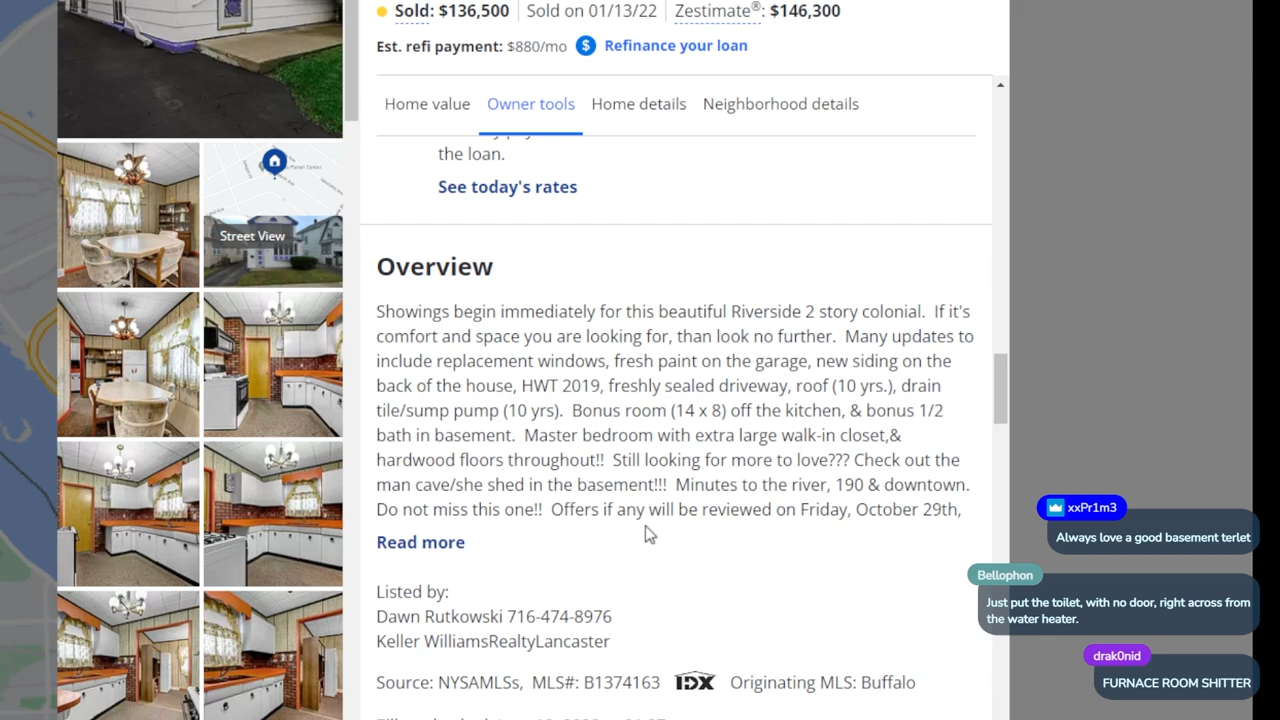 Sold: $136,500 Sold on 01/13/22 Zestimate®: $146,300
Est. refi payment: $880/mo $ Refinance your loan
Home value Owner tools Home details Neighborhood details
the loan.
See today's rates
Street View
Overview
Showings begin immediately for this beautiful Riverside 2 story colonial. If it's
comfort and space you are looking for, than look no further. Many updates to
include replacement windows, fresh paint on the garage, new siding on the
back of the house, HWT 2019, freshly sealed driveway, roof (10 yrs.), drain
tile/sump pump (10 yrs). Bonus room (14 x 8) off the kitchen, & bonus 1/2
bath in basement. Master bedroom with extra large walk-in closet,&
hardwood floors throughout!! Still looking for more to love??? Check out the
man cave/she shed in the basement!!! Minutes to the river, 190 & downtown.
Do not miss this one!! Offers if any will be reviewed on Friday, October 29th,
Read more
Listed by:
Dawn Rutkowski 716-474-8976
Keller WilliamsRealtyLancaster
Source: NYSAMLSs, MLS#: B1374163 IDX Originating MLS: Buffalo
xxPr1m3
Always love a good basement terlet
Bellophon
Just put the toilet, with no door, right across from
the water heater.
drak0nid
FURNACE ROOM SHITTER